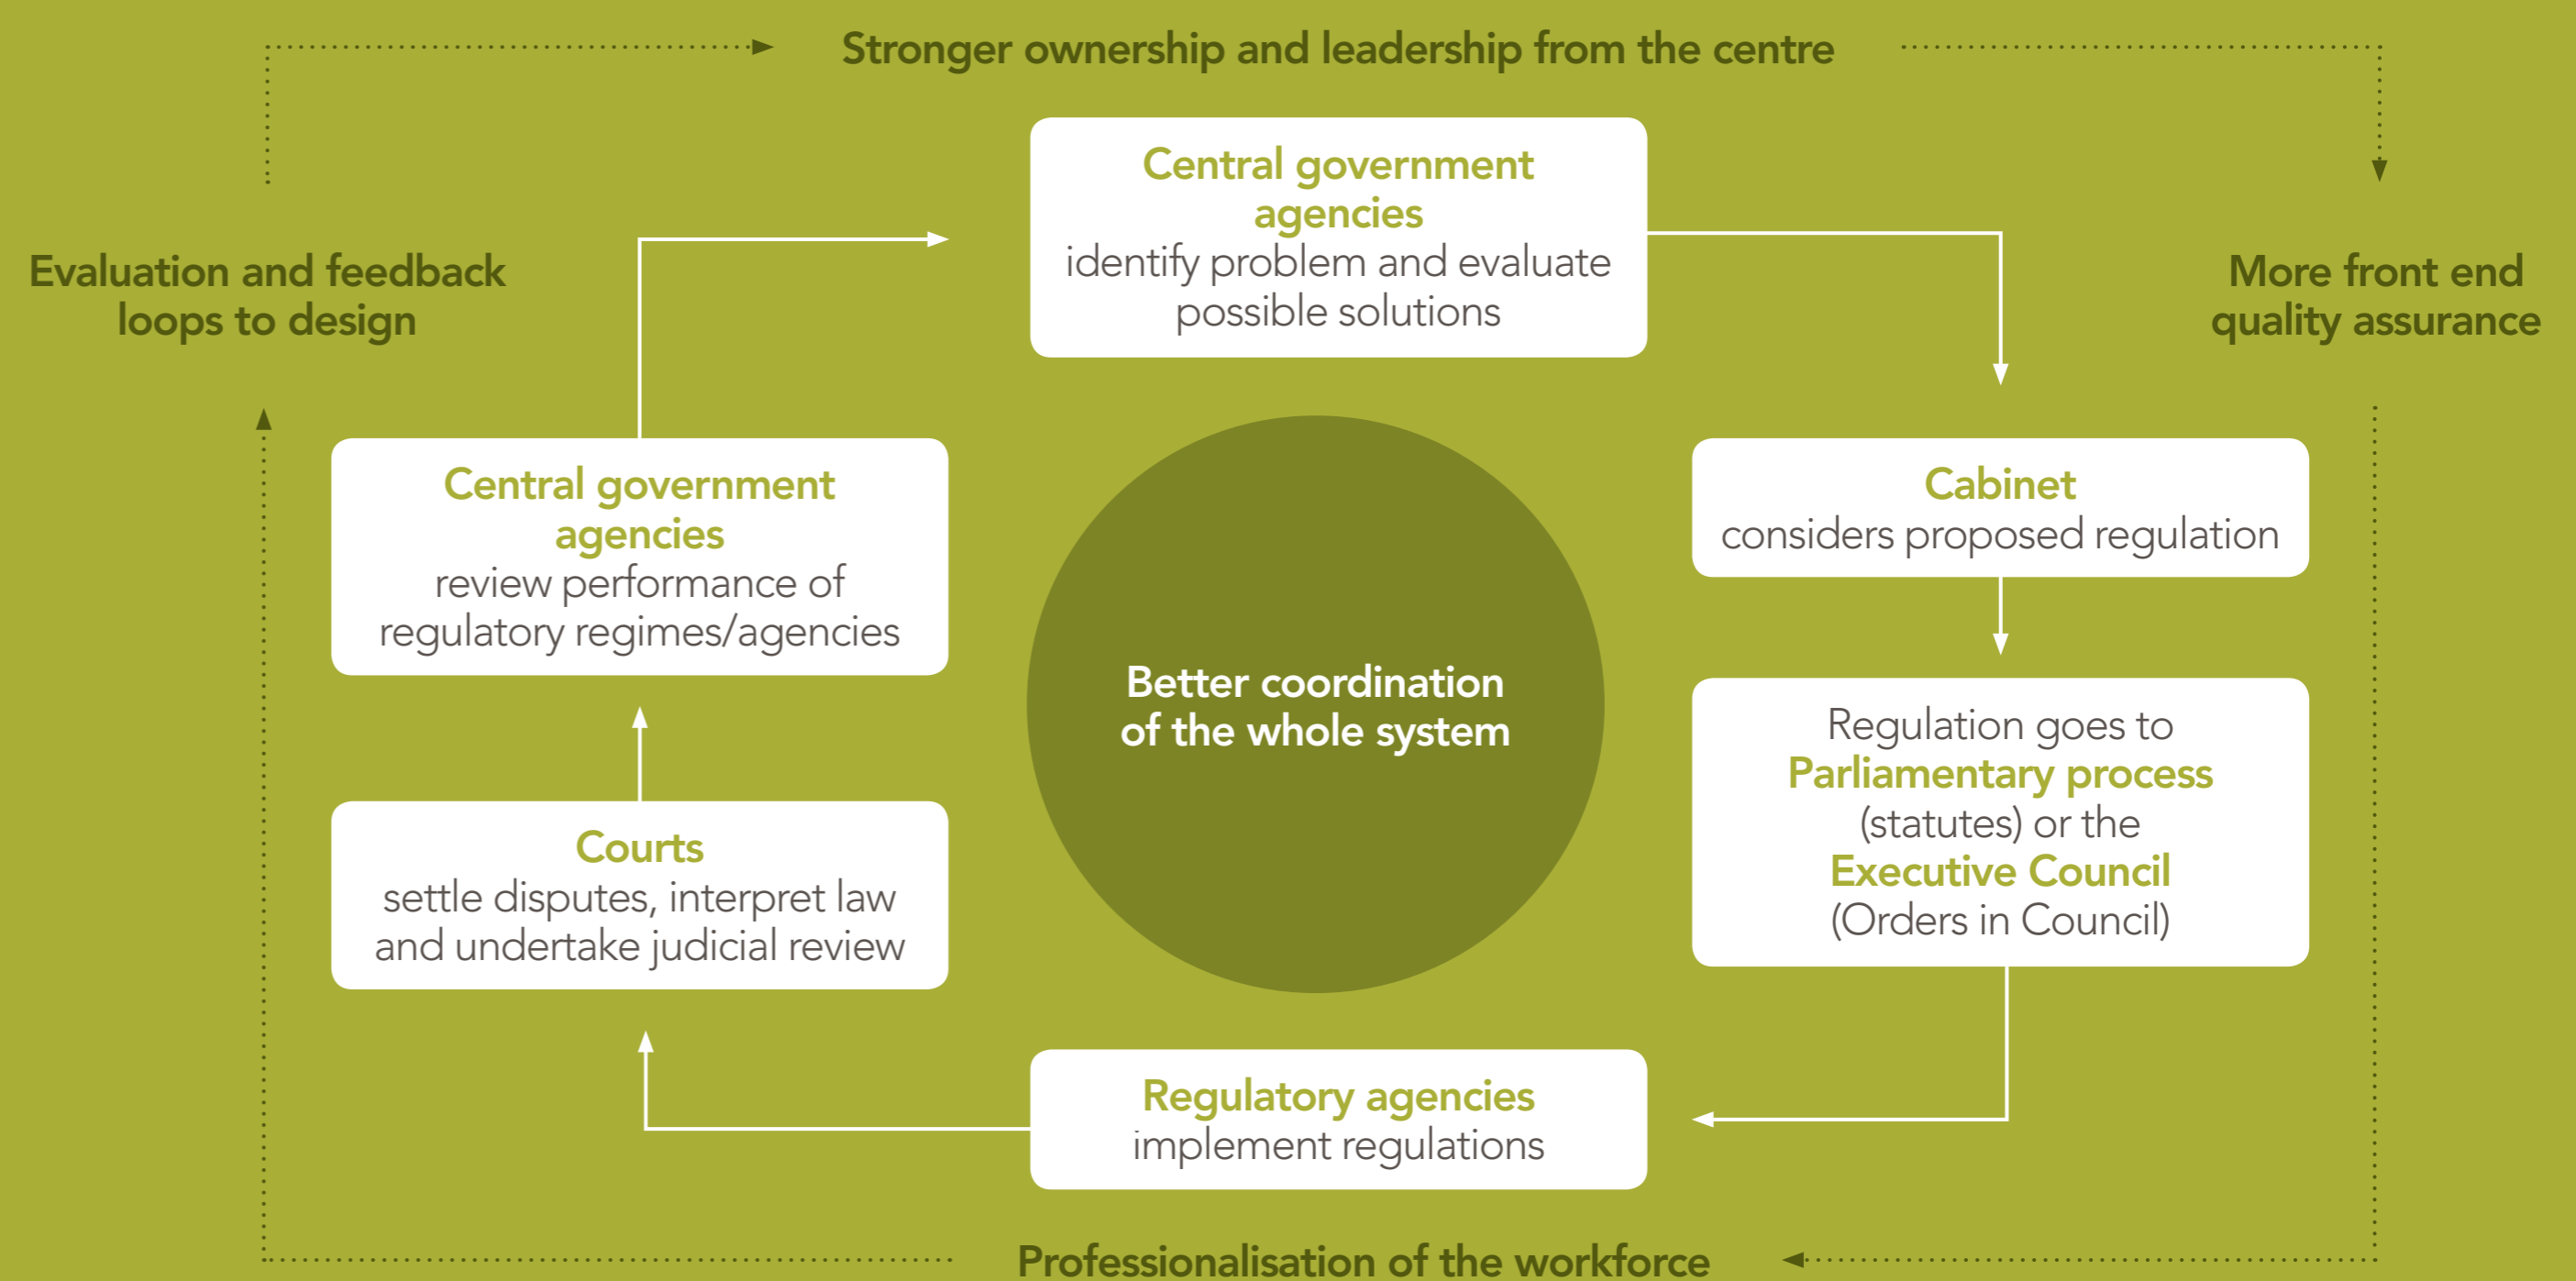 Stronger ownership and leadership from the centre
Central government
agencies
identify problem and evaluate
possible solutions
More front end
quality assurance
Cabinet
considers proposed regulation
Regulation goes to
Parliamentary process
(statutes) or the
Executive Council
(Orders in Council)
Regulatory agencies
implement regulations
Professionalisation of the workforce
Courts
settle disputes, interpret law
and undertake judicial review
Central government
agencies
review performance of
regulatory regimes/agencies
Evaluation and feedback
loops to design
Better coordination
of the whole system